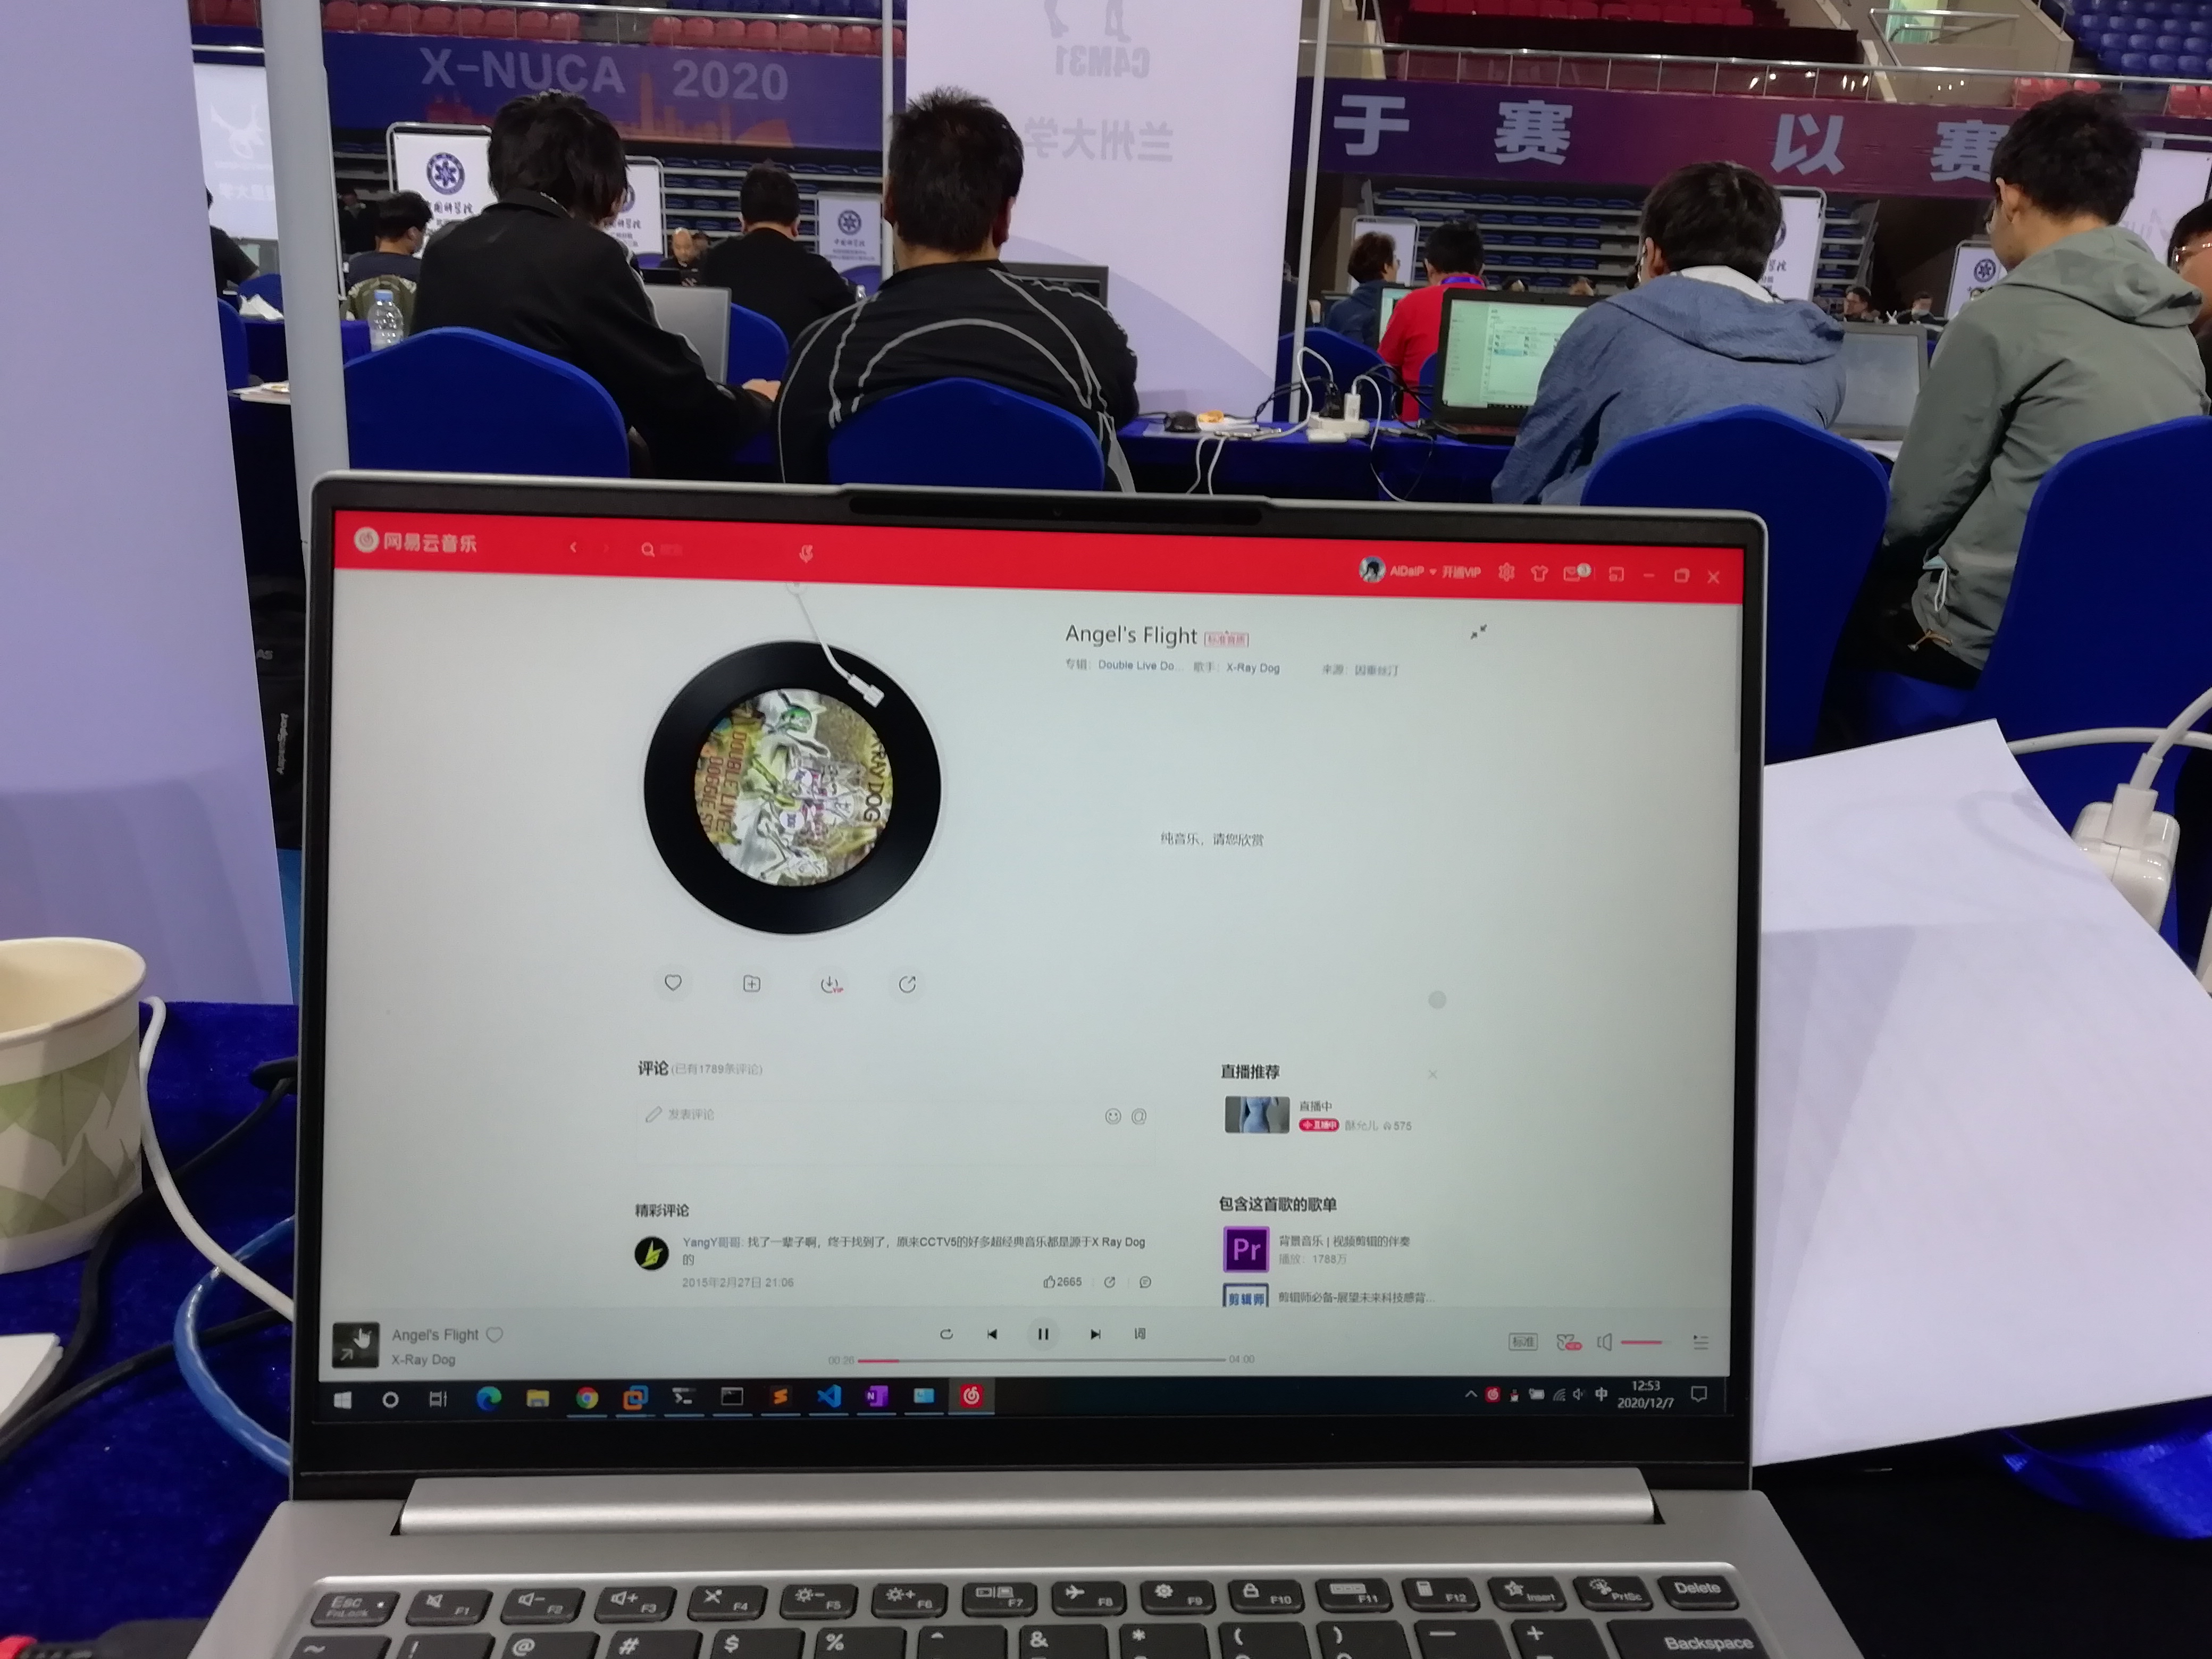 X-NUCA 2020
C4M31
兰州大学
于 赛 以 赛
网易云音乐
AiDaiP 开通VIP
Angel's Flight 标准音质
专辑: Double Live Do... 歌手: X-Ray Dog 来源:
X RAY DOG
DOUBLE LIVE
DOGGIE ST
纯音乐，请您欣赏
VIP
评论(已有1789条评论)
发表评论
直播推荐
直播中
直播中 575
精彩评论
YangY哥哥: 找了一辈子啊，终于找到了，原来CCTV5的好多超经典音乐都是源于X Ray Dog
的
2015年2月27日 21:06 2665
包含这首歌的歌单
Pr 背景音乐 | 视频剪辑的伴奏
播放: 1788万
剪辑师 剪辑师必备-展望未来科技感背...
Angel's Flight
X-Ray Dog
词
00:26 04:00
标准
中 12:53
2020/12/7
AspenSport
Esc F1 F2 F3 F4 F5 F6 F7 F8 F9 F10 F11 F12 Insert PrtSc Delete
FnLock
~ ! @ # $ % ^ & * ( ) — + Backspace